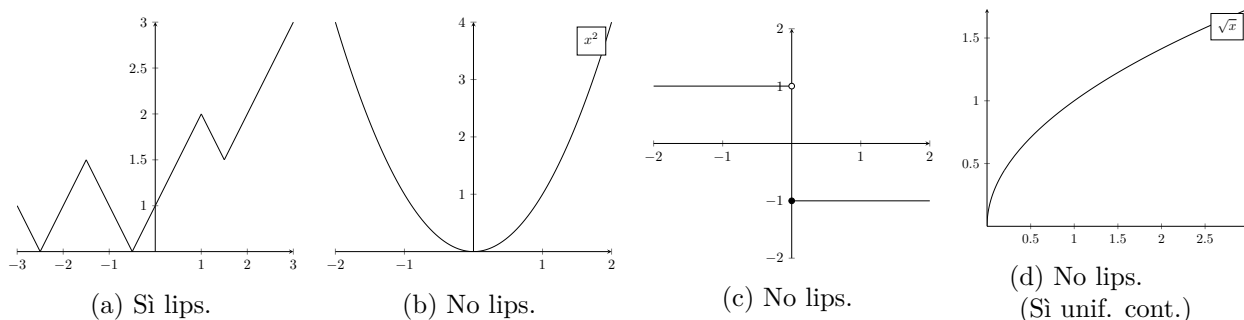 3
2.5
2
1.5
1
−3 −2 −1 1 2 3
(a) Sì lips.
4
x²
3
2
1
−2 −1 1 2
(b) No lips.
2
1
−2 −1 1 2
−1
−2
(c) No lips.
√x
1.5
1
0.5
0.5 1 1.5 2 2.5
(d) No lips.
(Sì unif. cont.)